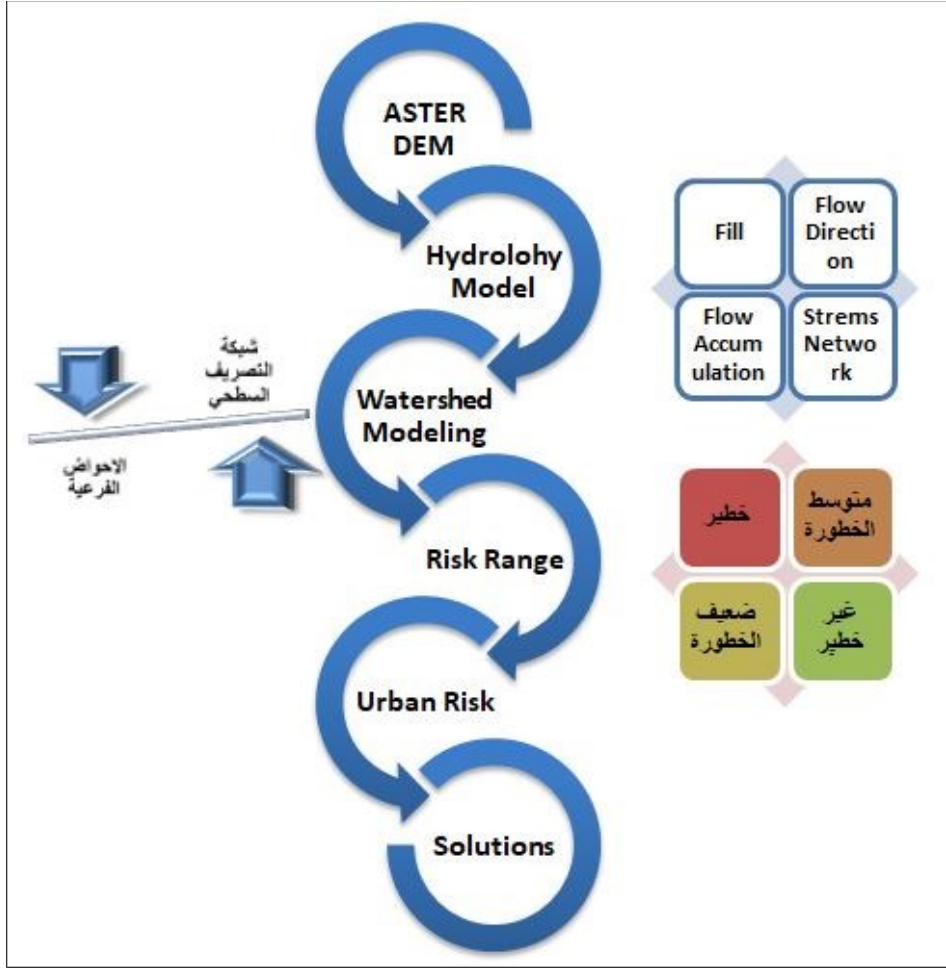 ASTER
DEM
Hydrolohy
Model
Watershed
Modeling
Risk Range
Urban Risk
Solutions
شبكة
التصريف
السطحي
الاحواض
الفرعية
Fill
Flow
Directi
on
Flow
Accum
ulation
Strems
Netwo
rk
خطير
متوسط
الخطورة
ضعيف
الخطورة
غير
خطير